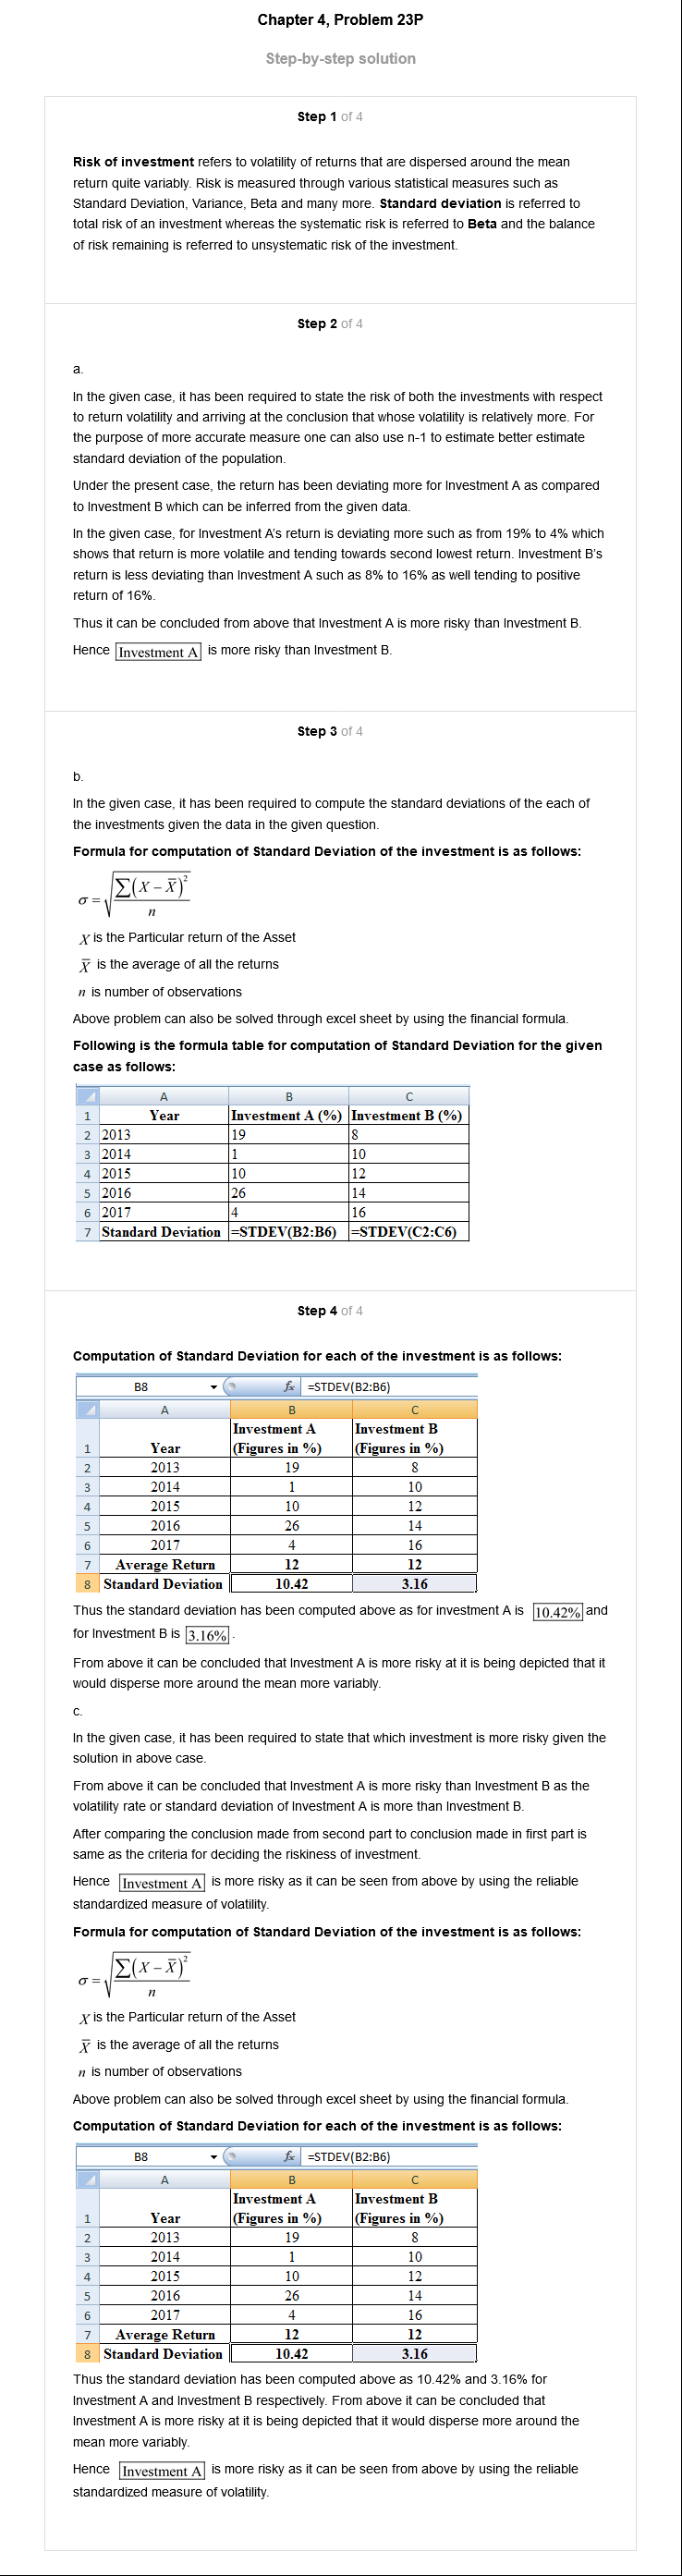 Chapter 4, Problem 23P
Step-by-step solution
Step 1 of 4
Risk of investment refers to volatility of returns that are dispersed around the mean
return quite variably. Risk is measured through various statistical measures such as
Standard Deviation, Variance, Beta and many more. Standard deviation is referred to
total risk of an investment whereas the systematic risk is referred to Beta and the balance
of risk remaining is referred to unsystematic risk of the investment.
Step 2 of 4
a.
In the given case, it has been required to state the risk of both the investments with respect
to return volatility and arriving at the conclusion that whose volatility is relatively more. For
the purpose of more accurate measure one can also use n-1 to estimate better estimate
standard deviation of the population.
Under the present case, the return has been deviating more for Investment A as compared
to Investment B which can be inferred from the given data.
In the given case, for Investment A's return is deviating more such as from 19% to 4% which
shows that return is more volatile and tending towards second lowest return. Investment B's
return is less deviating than Investment A such as 8% to 16% as well tending to positive
return of 16%.
Thus it can be concluded from above that Investment A is more risky than Investment B.
Hence Investment A is more risky than Investment B.
Step 3 of 4
b.
In the given case, it has been required to compute the standard deviations of the each of
the investments given the data in the given question.
Formula for computation of Standard Deviation of the investment is as follows:
σ = √(∑(X − X̄)² / n)
X is the Particular return of the Asset
X̄ is the average of all the returns
n is number of observations
Above problem can also be solved through excel sheet by using the financial formula.
Following is the formula table for computation of Standard Deviation for the given
case as follows:
A B C
1 Year Investment A (%) Investment B (%)
2 2013 19 8
3 2014 1 10
4 2015 10 12
5 2016 26 14
6 2017 4 16
7 Standard Deviation =STDEV(B2:B6) =STDEV(C2:C6)
Step 4 of 4
Computation of Standard Deviation for each of the investment is as follows:
B8 fx =STDEV(B2:B6)
A B C
Investment A Investment B
1 Year (Figures in %) (Figures in %)
2 2013 19 8
3 2014 1 10
4 2015 10 12
5 2016 26 14
6 2017 4 16
7 Average Return 12 12
8 Standard Deviation 10.42 3.16
Thus the standard deviation has been computed above as for investment A is 10.42% and
for Investment B is 3.16% .
From above it can be concluded that Investment A is more risky at it is being depicted that it
would disperse more around the mean more variably.
c.
In the given case, it has been required to state that which investment is more risky given the
solution in above case.
From above it can be concluded that Investment A is more risky than Investment B as the
volatility rate or standard deviation of Investment A is more than Investment B.
After comparing the conclusion made from second part to conclusion made in first part is
same as the criteria for deciding the riskiness of investment.
Hence Investment A is more risky as it can be seen from above by using the reliable
standardized measure of volatility.
Formula for computation of Standard Deviation of the investment is as follows:
σ = √(∑(X − X̄)² / n)
X is the Particular return of the Asset
X̄ is the average of all the returns
n is number of observations
Above problem can also be solved through excel sheet by using the financial formula.
Computation of Standard Deviation for each of the investment is as follows:
B8 fx =STDEV(B2:B6)
A B C
Investment A Investment B
1 Year (Figures in %) (Figures in %)
2 2013 19 8
3 2014 1 10
4 2015 10 12
5 2016 26 14
6 2017 4 16
7 Average Return 12 12
8 Standard Deviation 10.42 3.16
Thus the standard deviation has been computed above as 10.42% and 3.16% for
Investment A and Investment B respectively. From above it can be concluded that
Investment A is more risky at it is being depicted that it would disperse more around the
mean more variably.
Hence Investment A is more risky as it can be seen from above by using the reliable
standardized measure of volatility.